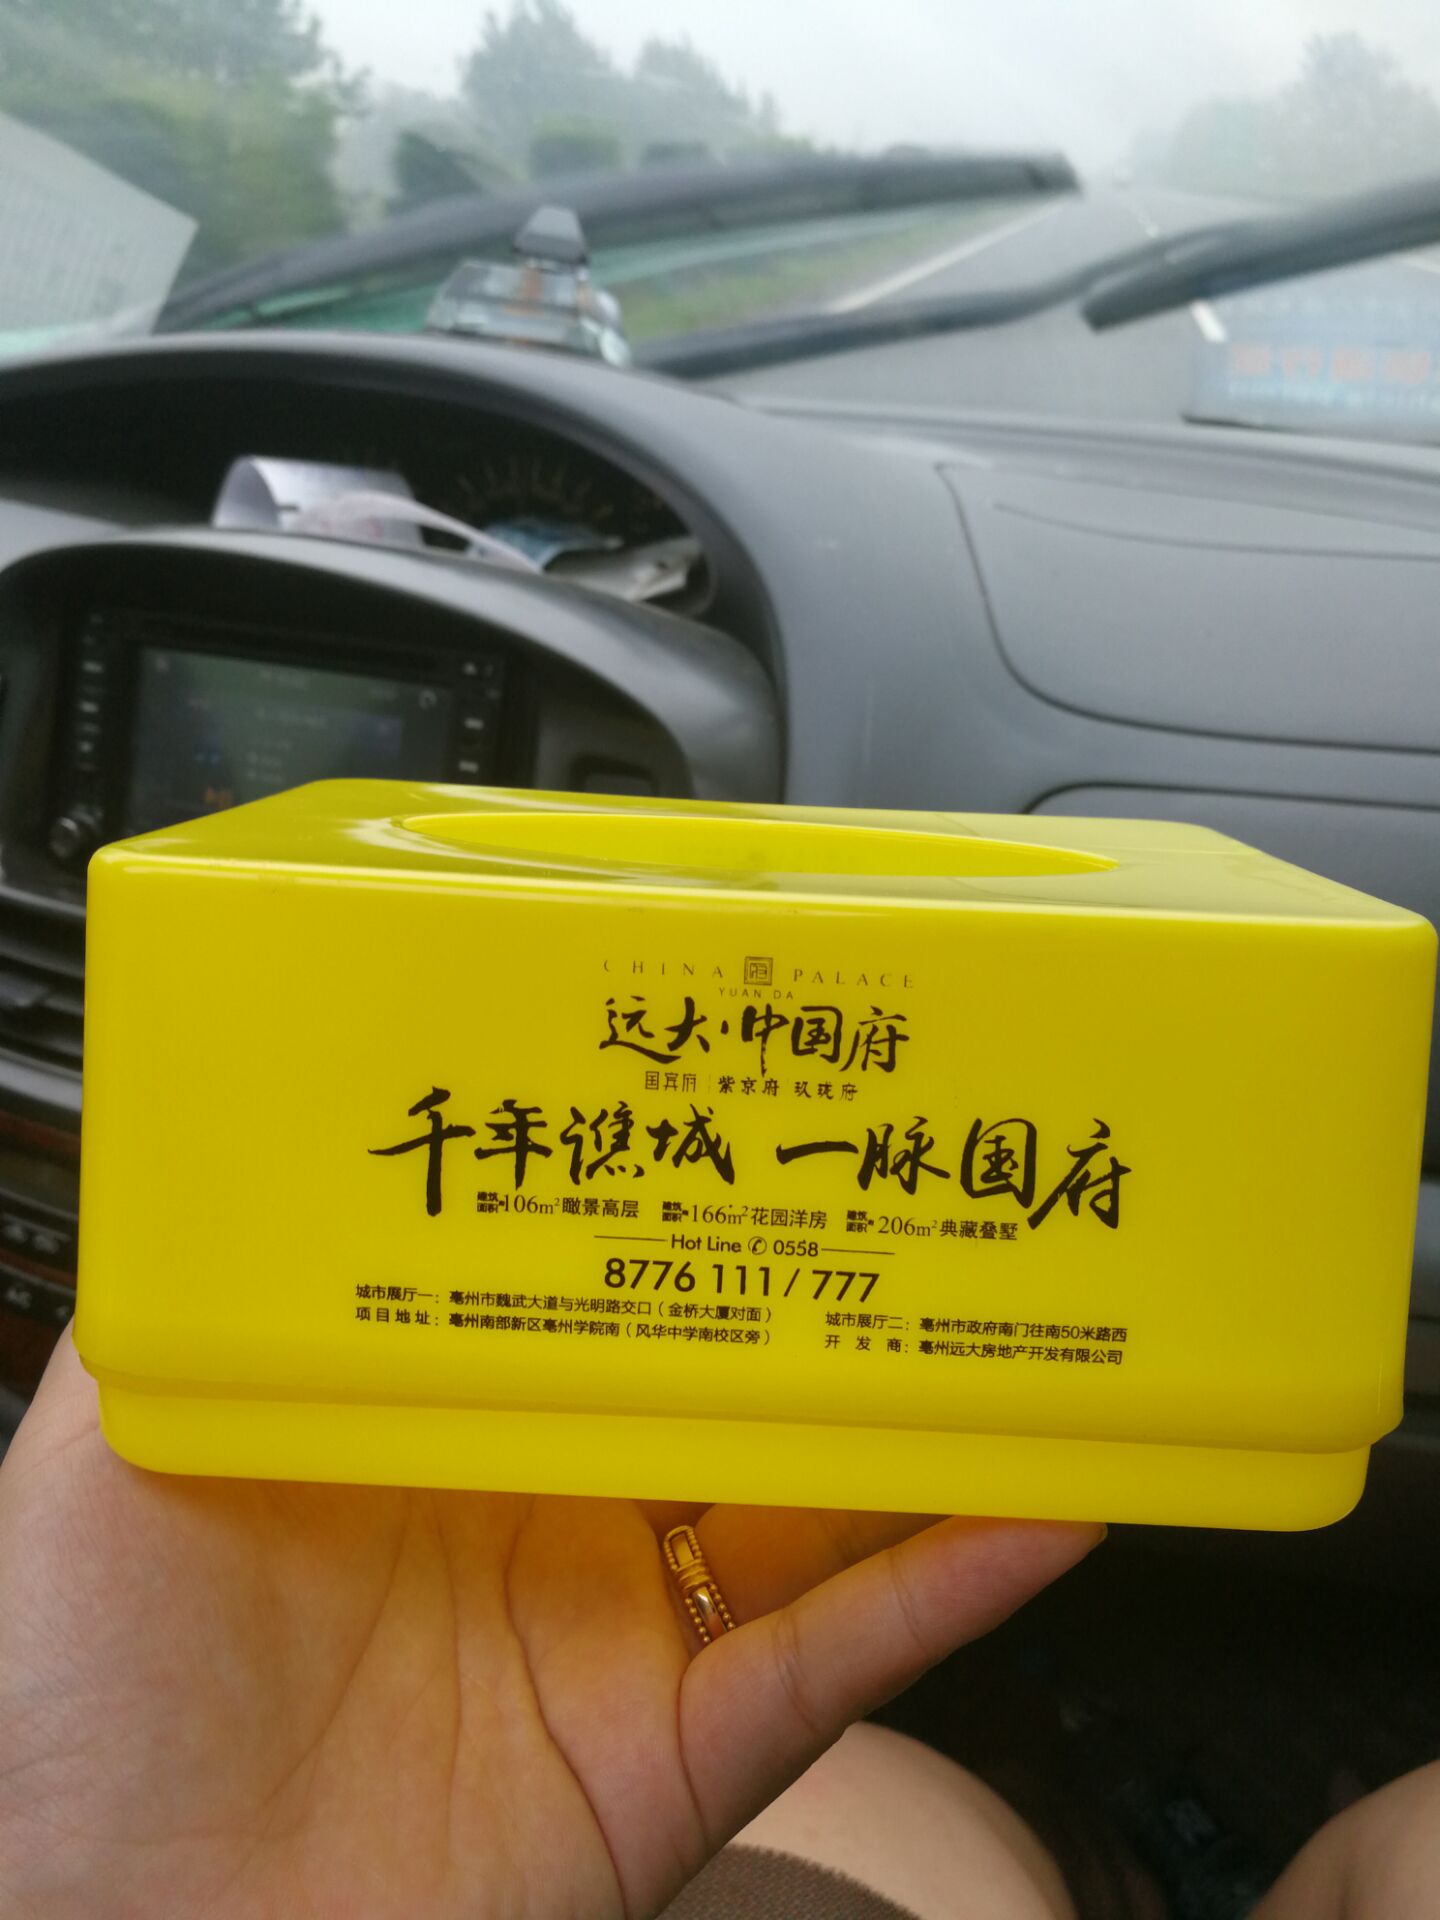 CHINA 府 PALACE
YUAN DA
远大·中国府
国宾府 | 紫京府 | 玖珑府
千年谯城 一脉国府
建筑面积约106m²瞰景高层 建筑面积约166m²花园洋房 建筑面积约206m²典藏叠墅
Hot Line ✆ 0558
8776 111 / 777
城市展厅一：亳州市魏武大道与光明路交口（金桥大厦对面）
项目地址：亳州南部新区亳州学院南（风华中学南校区旁）
城市展厅二：亳州市政府南门往南50米路西
开发商：亳州远大房地产开发有限公司